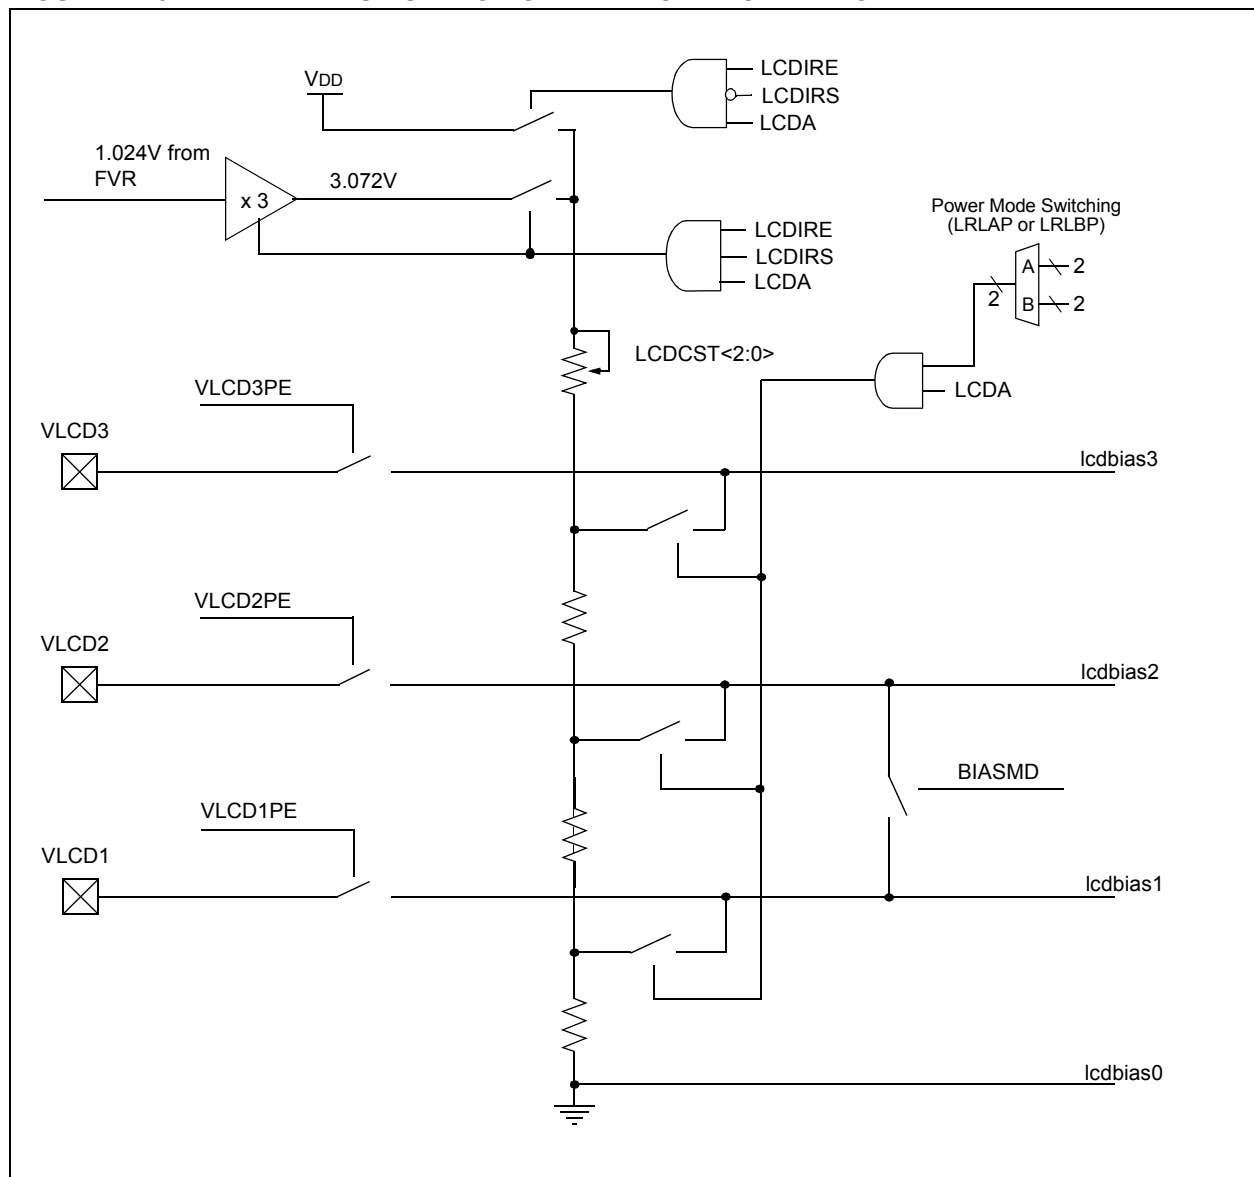 VDD
LCDIRE
LCDIRS
LCDA
1.024V from
FVR
x 3
3.072V
LCDIRE
LCDIRS
LCDA
Power Mode Switching
(LRLAP or LRLBP)
A
2
B
2
2
LCDCST<2:0>
LCDA
VLCD3PE
VLCD3
lcdbias3
VLCD2PE
VLCD2
lcdbias2
BIASMD
VLCD1PE
VLCD1
lcdbias1
lcdbias0